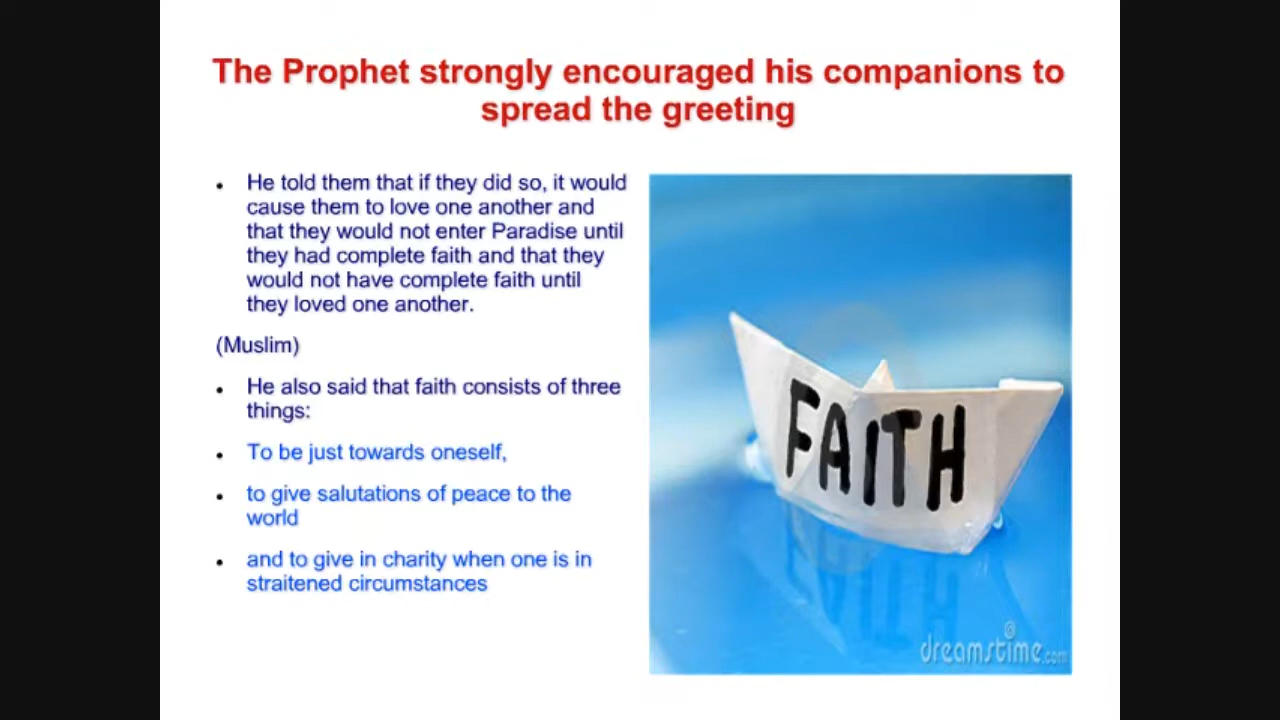 The Prophet strongly encouraged his companions to
spread the greeting
• He told them that if they did so, it would
cause them to love one another and
that they would not enter Paradise until
they had complete faith and that they
would not have complete faith until
they loved one another.
(Muslim)
• He also said that faith consists of three
things:
• To be just towards oneself,
• to give salutations of peace to the
world
• and to give in charity when one is in
straitened circumstances
FAITH
dreamstime.com